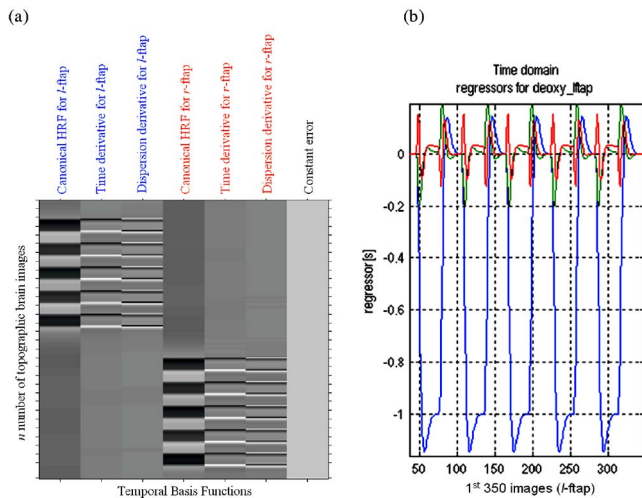 (a)
Canonical HRF for l-ftap
Time derivative for l-ftap
Dispersion derivative for l-ftap
Canonical HRF for r-ftap
Time derivative for r-ftap
Dispersion derivative for r-ftap
Constant error
n number of topographic brain images
Temporal Basis Functions
(b)
Time domain
regressors for deoxy_lftap
regressor[s]
0
-0.2
-0.4
-0.6
-0.8
-1
50 100 150 200 250 300
1st 350 images (l-ftap)